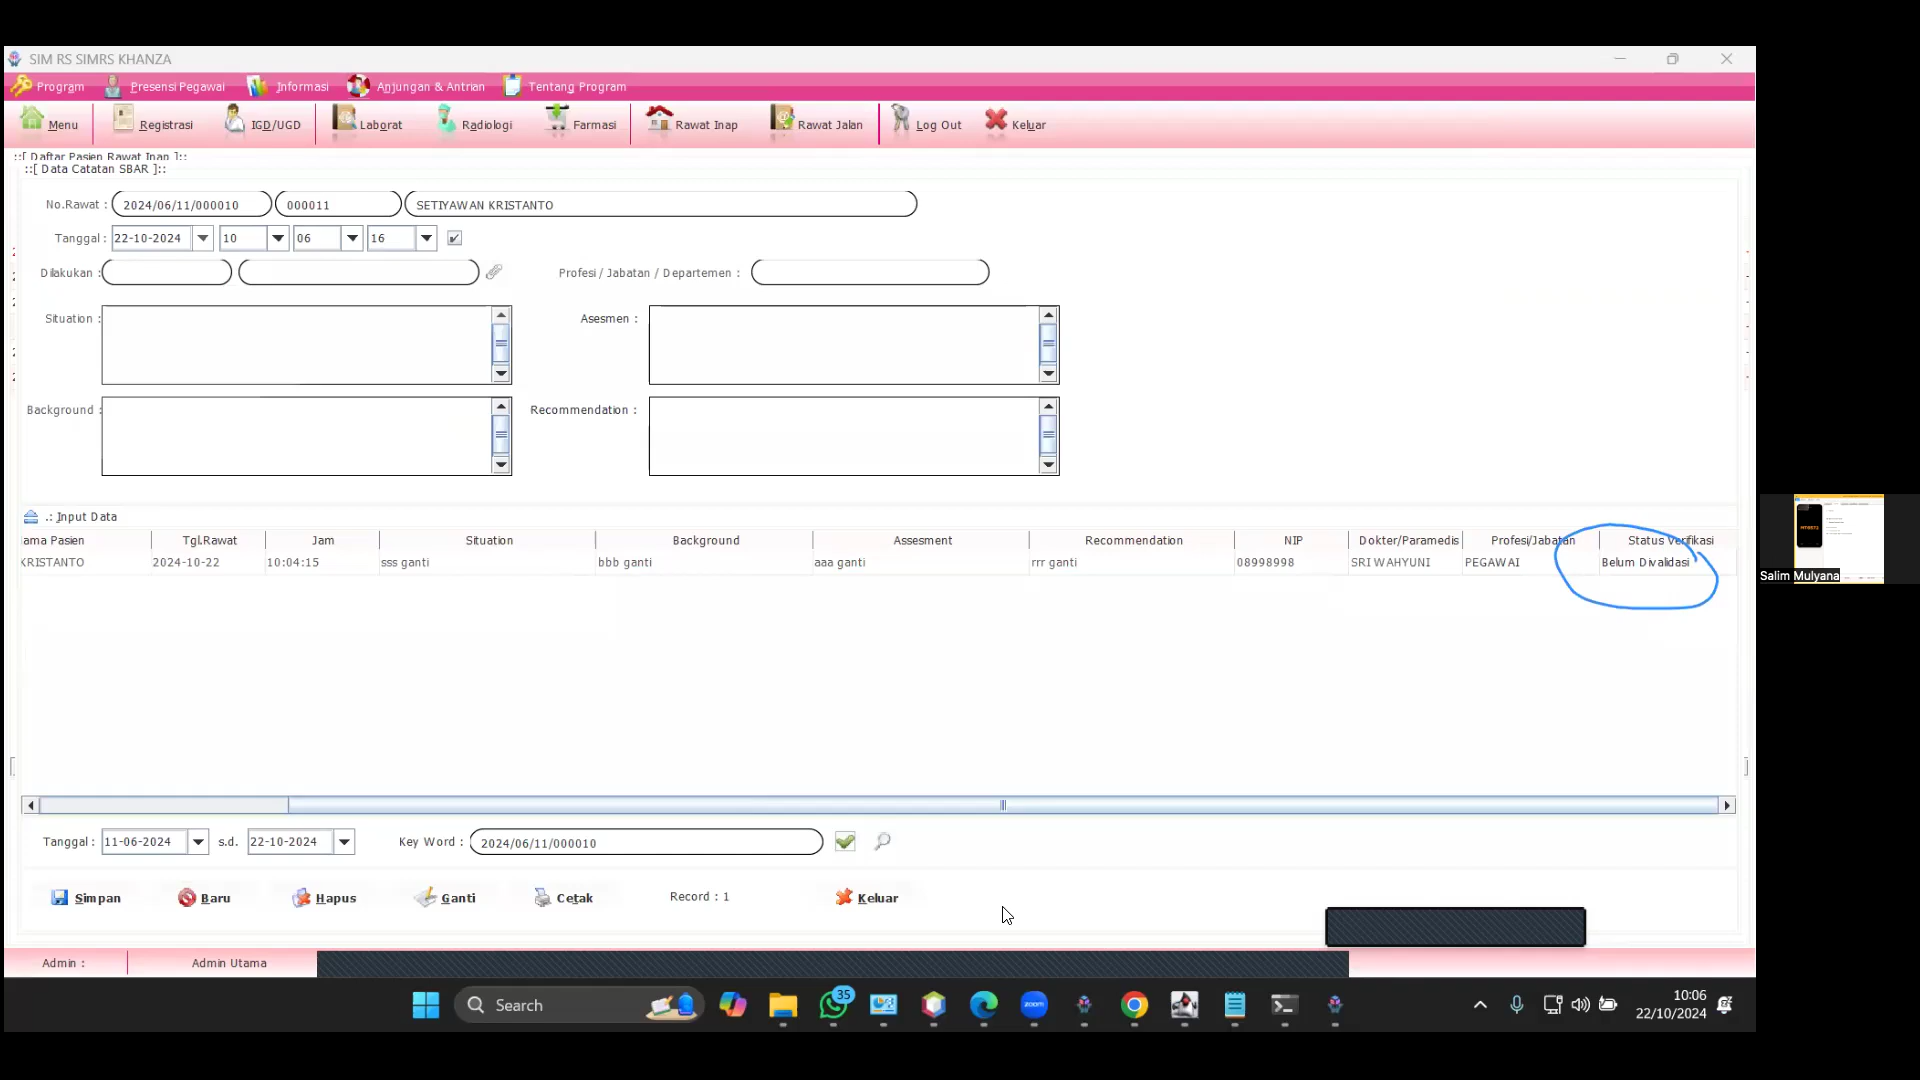 SIM RS SIMRS KHANZA
Program Presensi Pegawai Informasi Anjungan & Antrian Tentang Program
Menu Registrasi IGD/UGD Laborat Radiologi Farmasi Rawat Inap Rawat Jalan Log Out Keluar
::[ Daftar Pasien Rawat Inap ]::
::[ Data Catatan SBAR ]::
No.Rawat : 2024/06/11/000010 000011 SETIYAWAN KRISTANTO
Tanggal : 22-10-2024 10 06 16
Dilakukan : Profesi / Jabatan / Departemen :
Situation : Asesmen :
Background : Recommendation :
.: Input Data
ama Pasien Tgl.Rawat Jam Situation Background Assesment Recommendation NIP Dokter/Paramedis Profesi/Jabatan Status Verifikasi
KRISTANTO 2024-10-22 10:04:15 sss ganti bbb ganti aaa ganti rrr ganti 08998998 SRI WAHYUNI PEGAWAI Belum Divalidasi
Salim Mulyana
Tanggal : 11-06-2024 s.d. 22-10-2024 Key Word : 2024/06/11/000010
Simpan Baru Hapus Ganti Cetak Record : 1 Keluar
Admin : Admin Utama
Search 35 zoom 10:06
22/10/2024